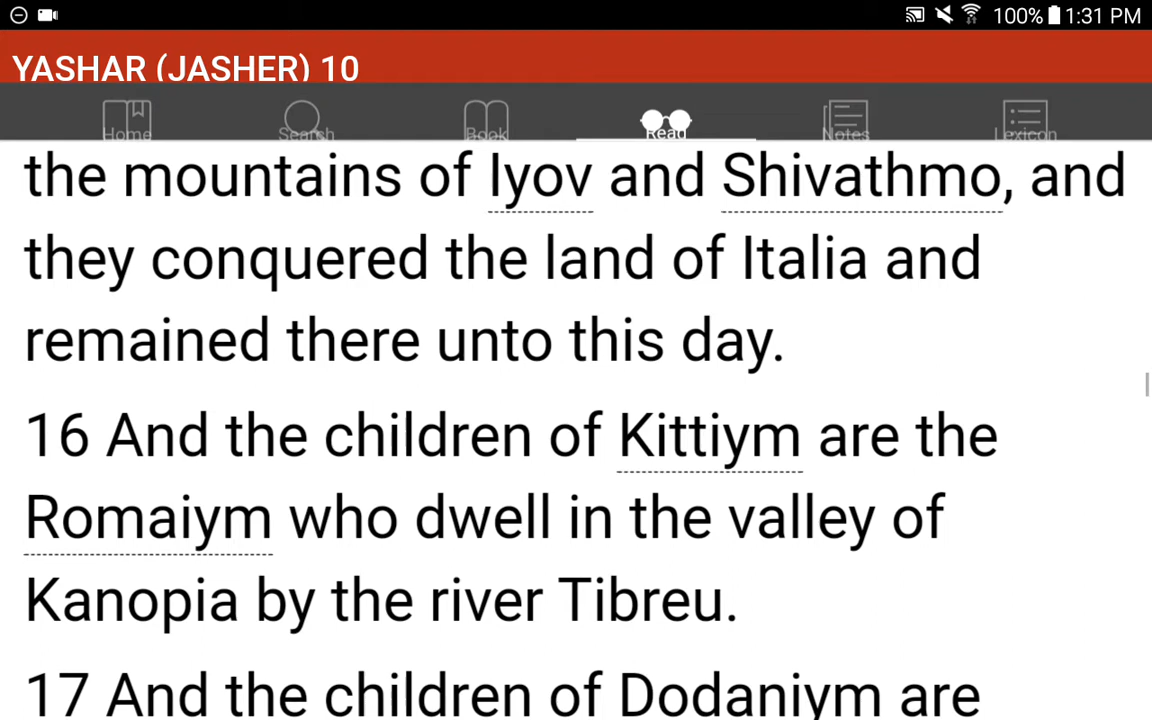 100% 1:31 PM
YASHAR (JASHER) 10
Home Search Book Read Notes Lexicon
the mountains of Iyov and Shivathmo, and
they conquered the land of Italia and
remained there unto this day.
16 And the children of Kittiym are the
Romaiym who dwell in the valley of
Kanopia by the river Tibreu.
17 And the children of Dodaniym are